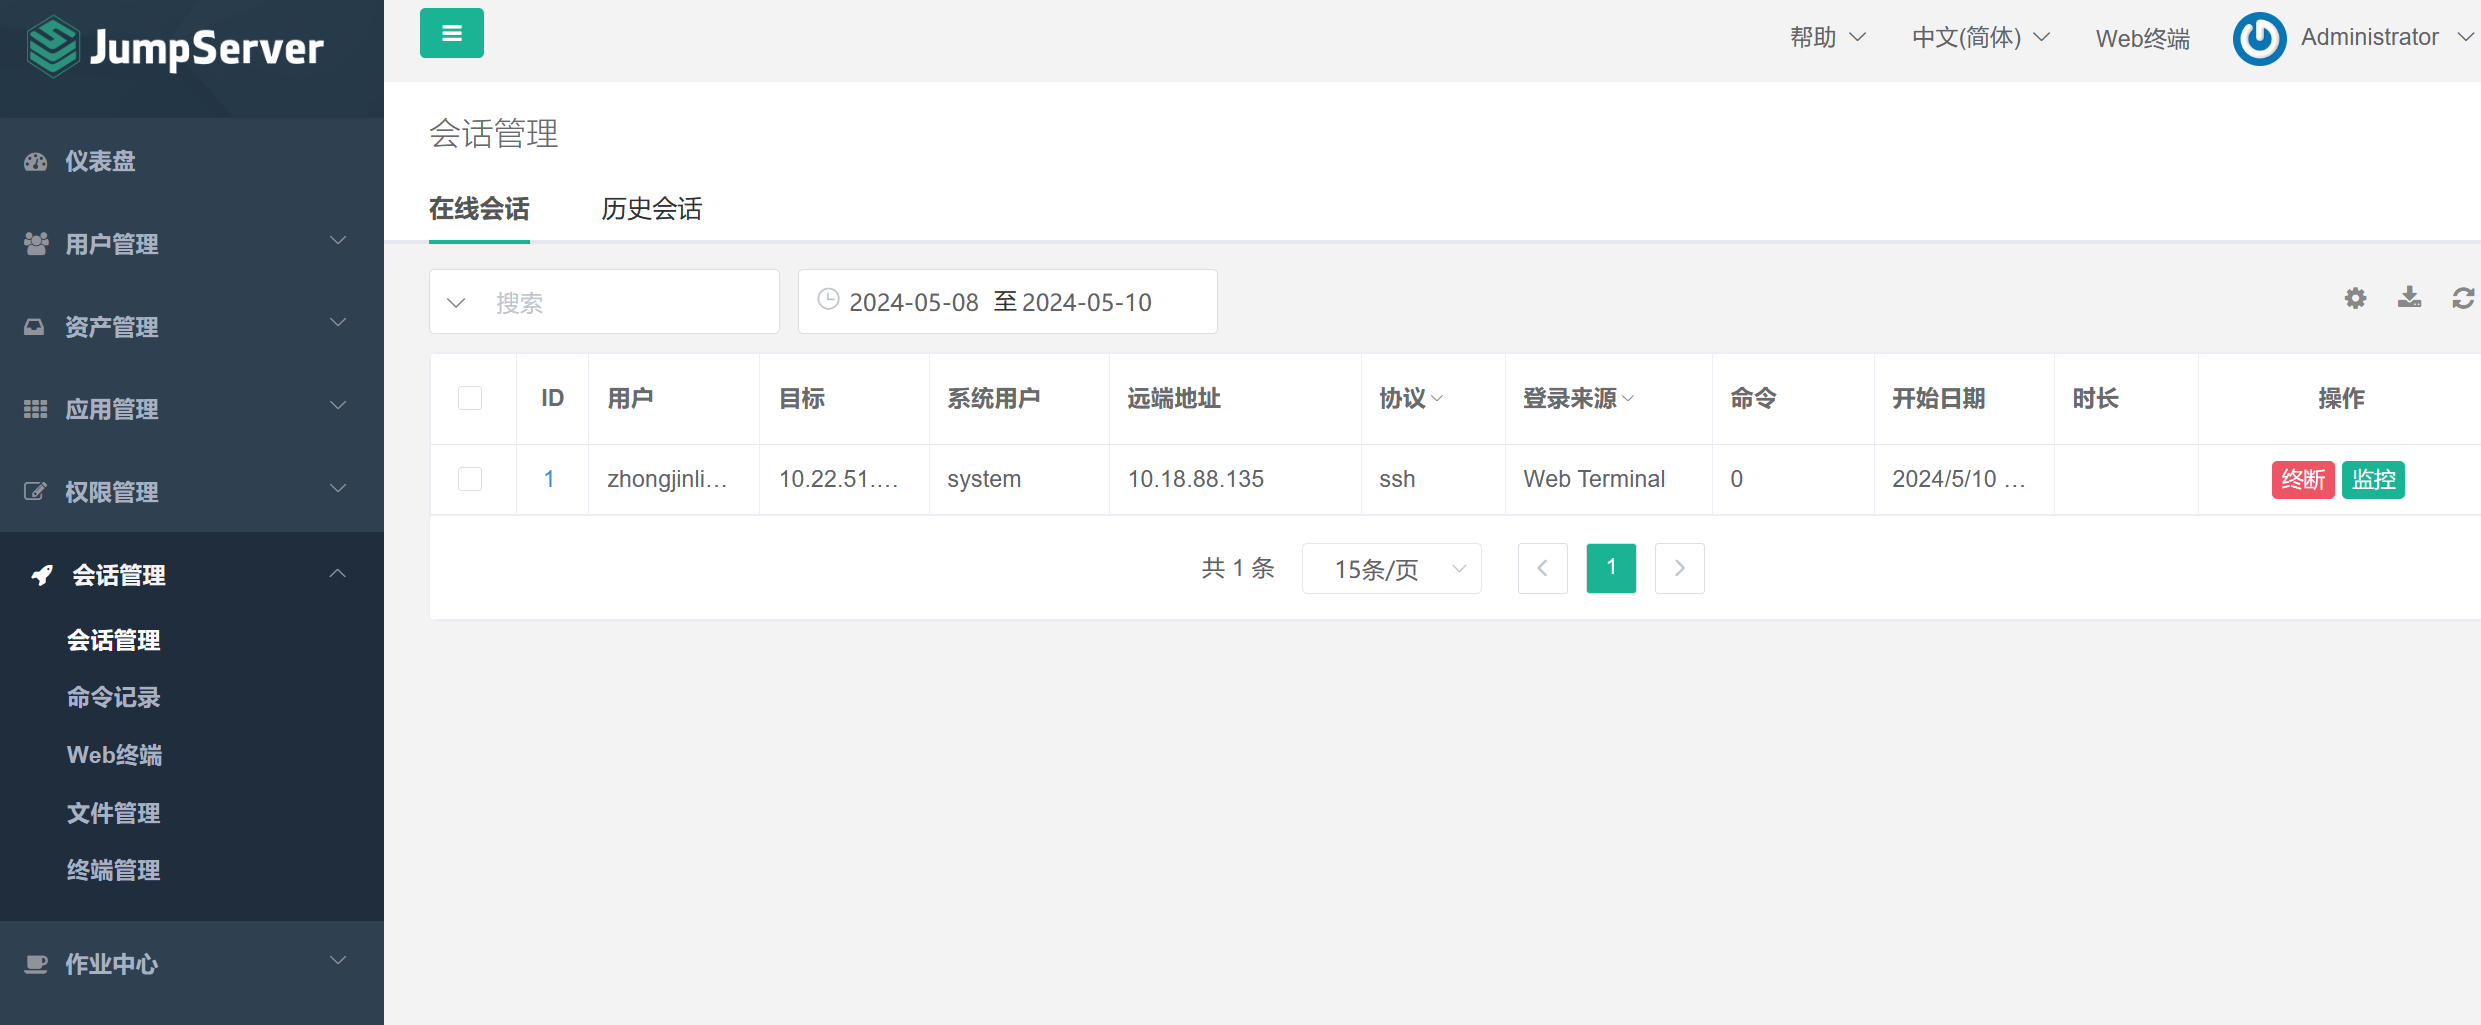 JumpServer
帮助
中文(简体)
Web终端
Administrator
仪表盘
用户管理
资产管理
应用管理
权限管理
会话管理
会话管理
命令记录
Web终端
文件管理
终端管理
作业中心
会话管理
在线会话 历史会话
搜索
2024-05-08 至 2024-05-10
ID 用户 目标 系统用户 远端地址 协议 登录来源 命令 开始日期 时长 操作
1 zhongjinli... 10.22.51.... system 10.18.88.135 ssh Web Terminal 0 2024/5/10 ... 终断 监控
共 1 条 15条/页 1